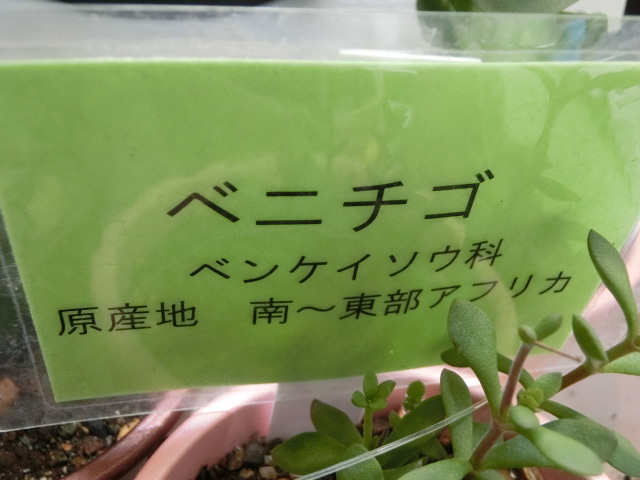 ベニチゴ
ベンケイソウ科
原産地　南～東部アフリカ